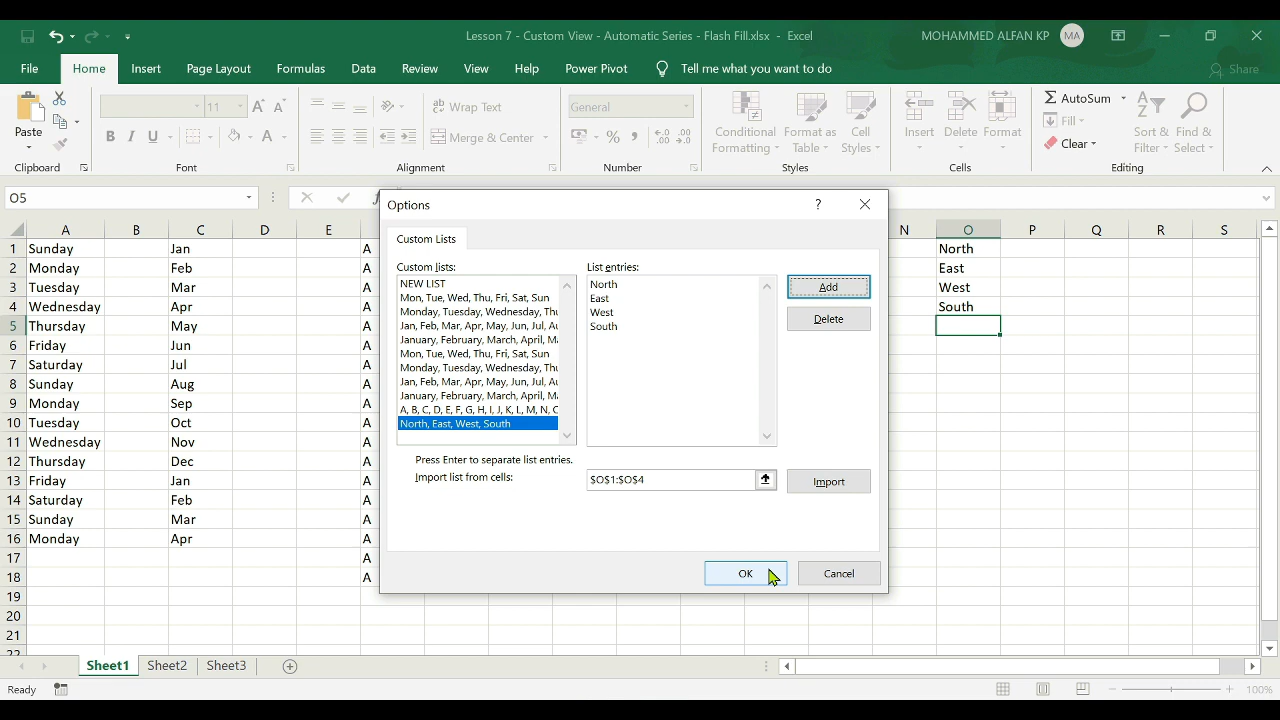 Lesson 7 - Custom View - Automatic Series - Flash Fill.xlsx - Excel
MOHAMMED ALFAN KP MA
File Home Insert Page Layout Formulas Data Review View Help Power Pivot Tell me what you want to do Share
Paste
Clipboard
11
B I U
Font
Wrap Text
Merge & Center
Alignment
General
Number
Conditional Formatting
Format as Table
Cell Styles
Styles
Insert
Delete
Format
Cells
AutoSum
Fill
Clear
Sort & Filter
Find & Select
Editing
O5
A B C D E N O P Q R S
1 Sunday Jan A North
2 Monday Feb A East
3 Tuesday Mar A West
4 Wednesday Apr A South
5 Thursday May A
6 Friday Jun A
7 Saturday Jul A
8 Sunday Aug A
9 Monday Sep A
10 Tuesday Oct A
11 Wednesday Nov A
12 Thursday Dec A
13 Friday Jan A
14 Saturday Feb A
15 Sunday Mar A
16 Monday Apr A
17 A
18 A
19
20
21
22
Options ?
Custom Lists
Custom lists:
NEW LIST
Mon, Tue, Wed, Thu, Fri, Sat, Sun
Monday, Tuesday, Wednesday, Thu
Jan, Feb, Mar, Apr, May, Jun, Jul, Au
January, February, March, April, Ma
Mon, Tue, Wed, Thu, Fri, Sat, Sun
Monday, Tuesday, Wednesday, Thu
Jan, Feb, Mar, Apr, May, Jun, Jul, Au
January, February, March, April, Ma
A, B, C, D, E, F, G, H, I, J, K, L, M, N, C
North, East, West, South
List entries:
North
East
West
South
Add
Delete
Press Enter to separate list entries.
Import list from cells:
$O$1:$O$4
Import
OK
Cancel
Sheet1 Sheet2 Sheet3
Ready
100%